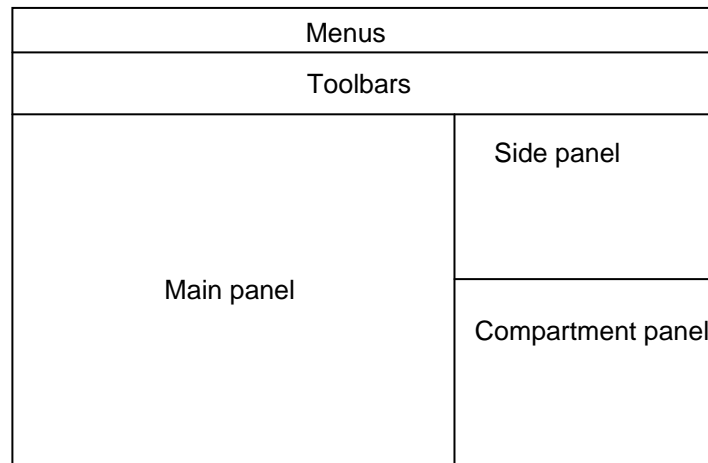 Menus
Toolbars
Side panel
Main panel
Compartment panel